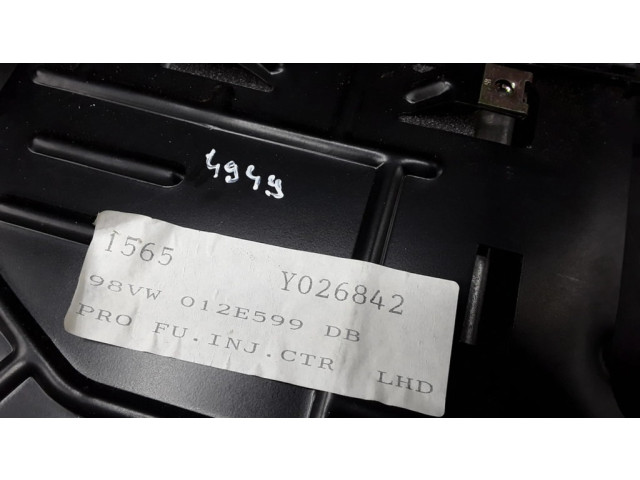 4949
1565 Y026842
98VW 012E599 DB
PRO FU.INJ.CTR LHD